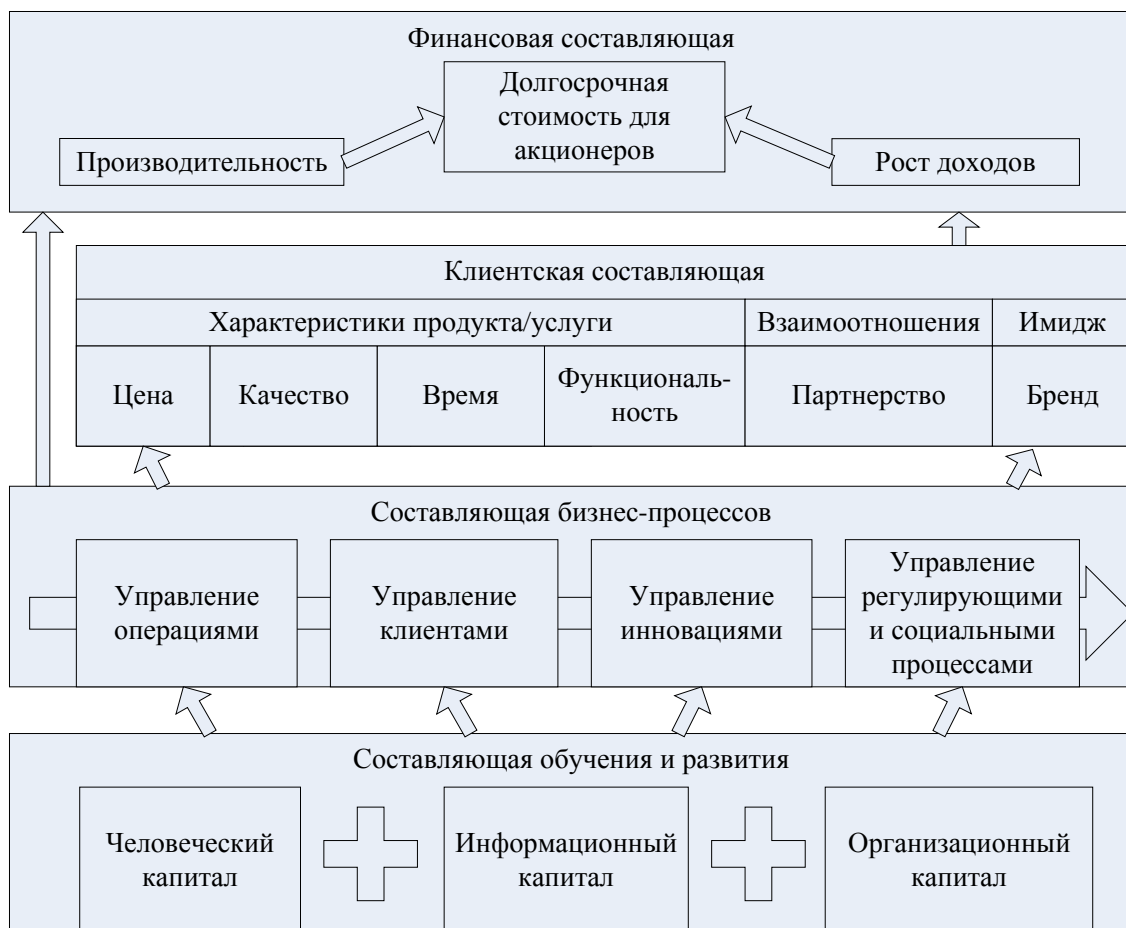 Финансовая составляющая
Долгосрочная
стоимость для
акционеров
Производительность
Рост доходов
Клиентская составляющая
Характеристики продукта/услуги
Взаимоотношения
Имидж
Цена
Качество
Время
Функциональ-
ность
Партнерство
Бренд
Составляющая бизнес-процессов
Управление
операциями
Управление
клиентами
Управление
инновациями
Управление
регулирующими
и социальными
процессами
Составляющая обучения и развития
Человеческий
капитал
Информационный
капитал
Организационный
капитал